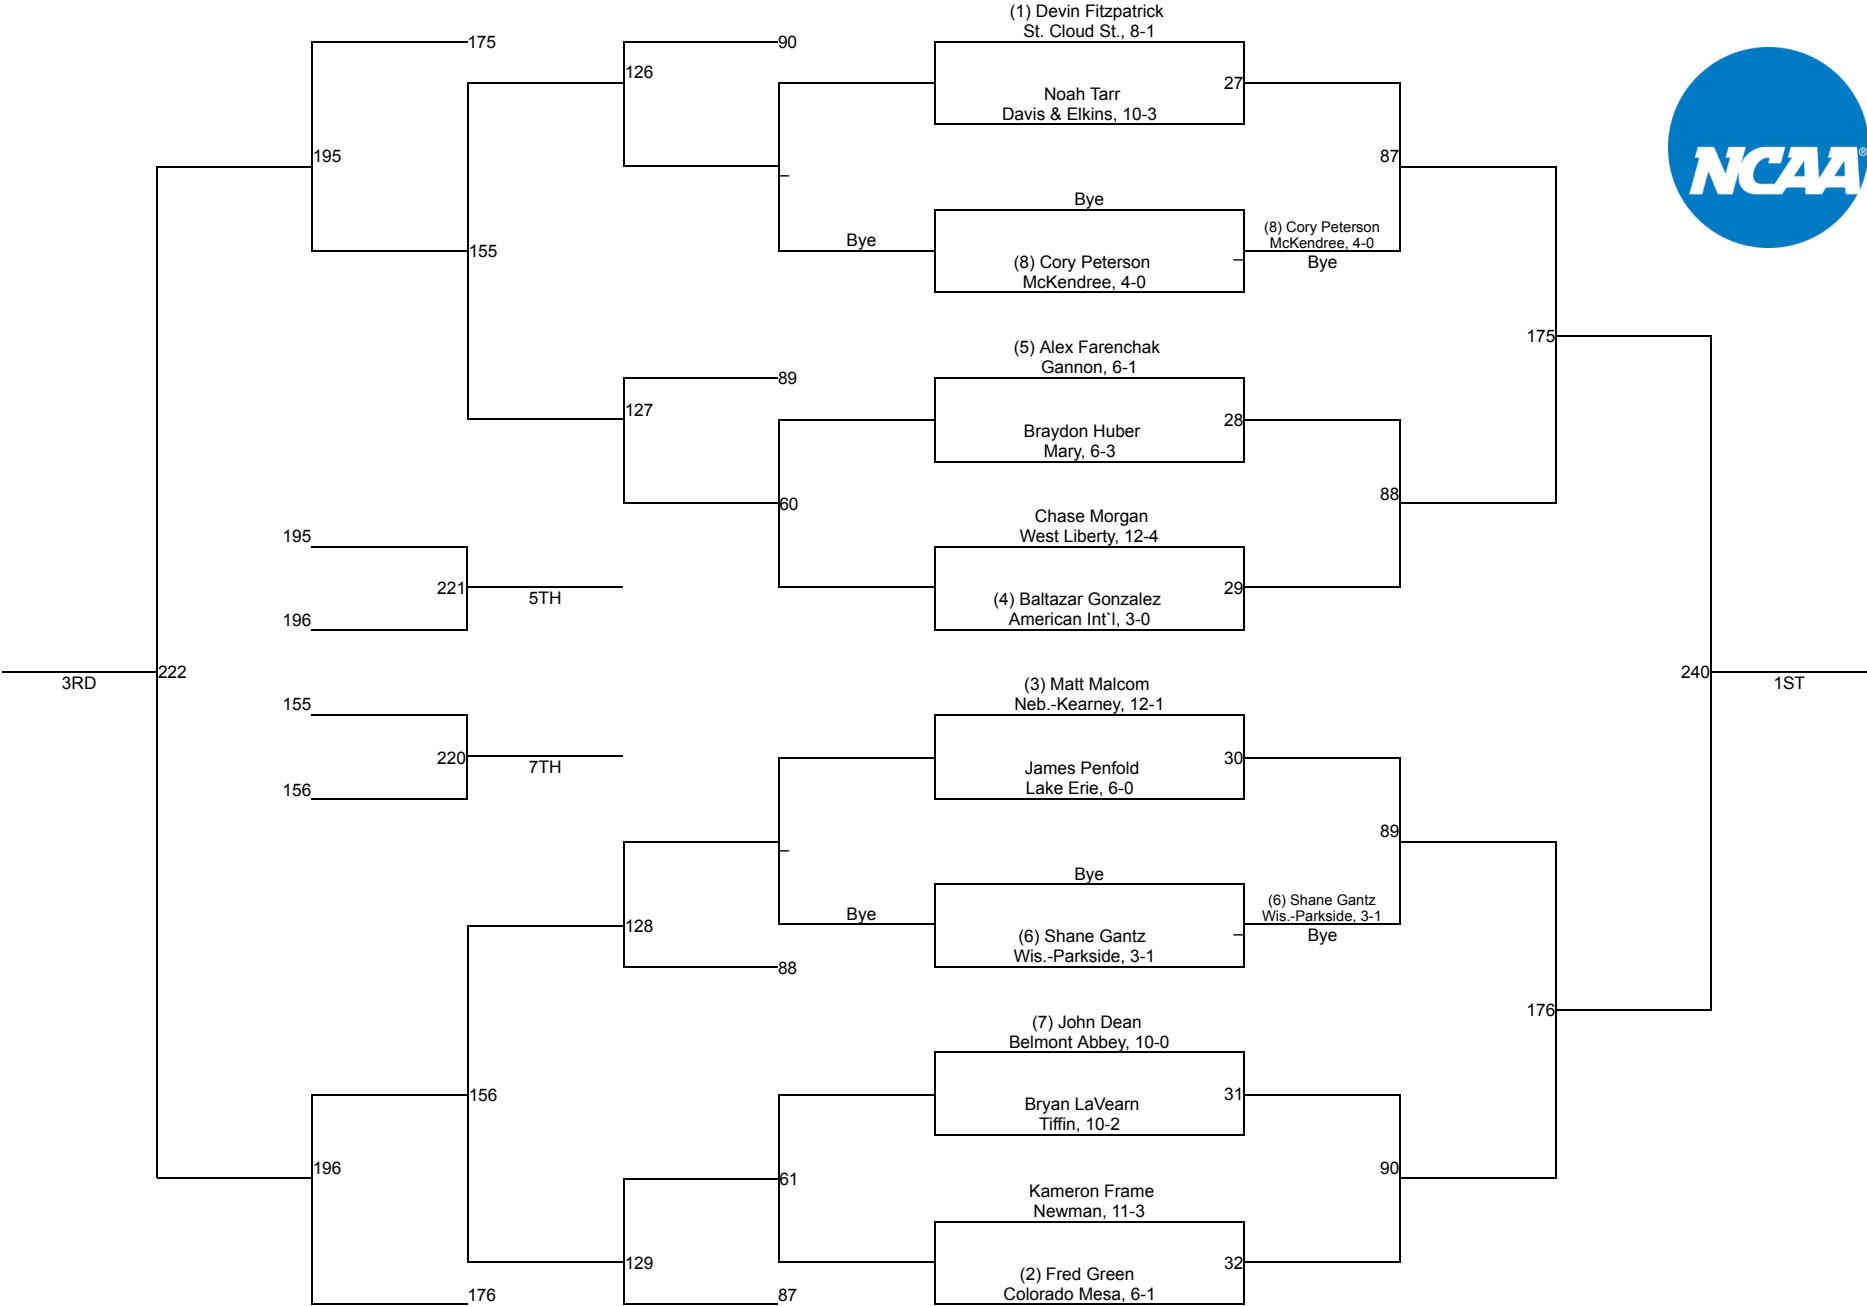 (1) Devin Fitzpatrick
St. Cloud St., 8-1
175
90
126
27
Noah Tarr
Davis & Elkins, 10-3
195
87
NCAA®
Bye
Bye
(8) Cory Peterson
McKendree, 4-0
Bye
155
(8) Cory Peterson
McKendree, 4-0
(5) Alex Farenchak
Gannon, 6-1
175
89
127
28
Braydon Huber
Mary, 6-3
88
60
Chase Morgan
West Liberty, 12-4
195
221
5TH
29
(4) Baltazar Gonzalez
American Int`l, 3-0
196
222
3RD
240
1ST
(3) Matt Malcom
Neb.-Kearney, 12-1
155
220
7TH
30
James Penfold
Lake Erie, 6-0
156
89
Bye
Bye
(6) Shane Gantz
Wis.-Parkside, 3-1
Bye
128
(6) Shane Gantz
Wis.-Parkside, 3-1
88
176
(7) John Dean
Belmont Abbey, 10-0
156
31
Bryan LaVearn
Tiffin, 10-2
196
90
61
Kameron Frame
Newman, 11-3
129
32
(2) Fred Green
Colorado Mesa, 6-1
176
87